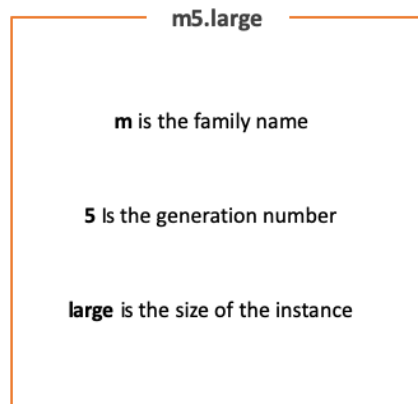 m5.large
m is the family name
5 Is the generation number
large is the size of the instance